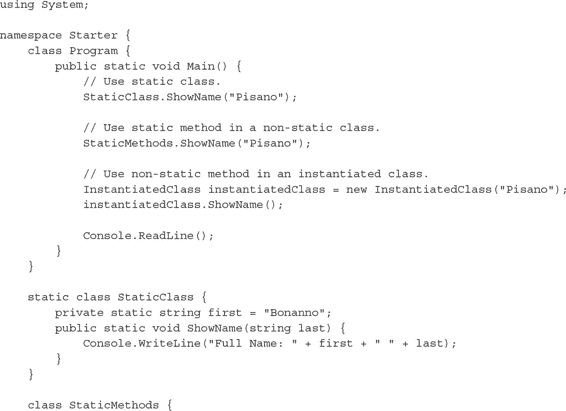 using System;

namespace Starter {
    class Program {
        public static void Main() {
            // Use static class.
            StaticClass.ShowName("Pisano");

            // Use static method in a non-static class.
            StaticMethods.ShowName("Pisano");

            // Use non-static method in an instantiated class.
            InstantiatedClass instantiatedClass = new InstantiatedClass("Pisano");
            instantiatedClass.ShowName();

            Console.ReadLine();
        }
    }

    static class StaticClass {
        private static string first = "Bonanno";
        public static void ShowName(string last) {
            Console.WriteLine("Full Name: " + first + " " + last);
        }
    }

    class StaticMethods {